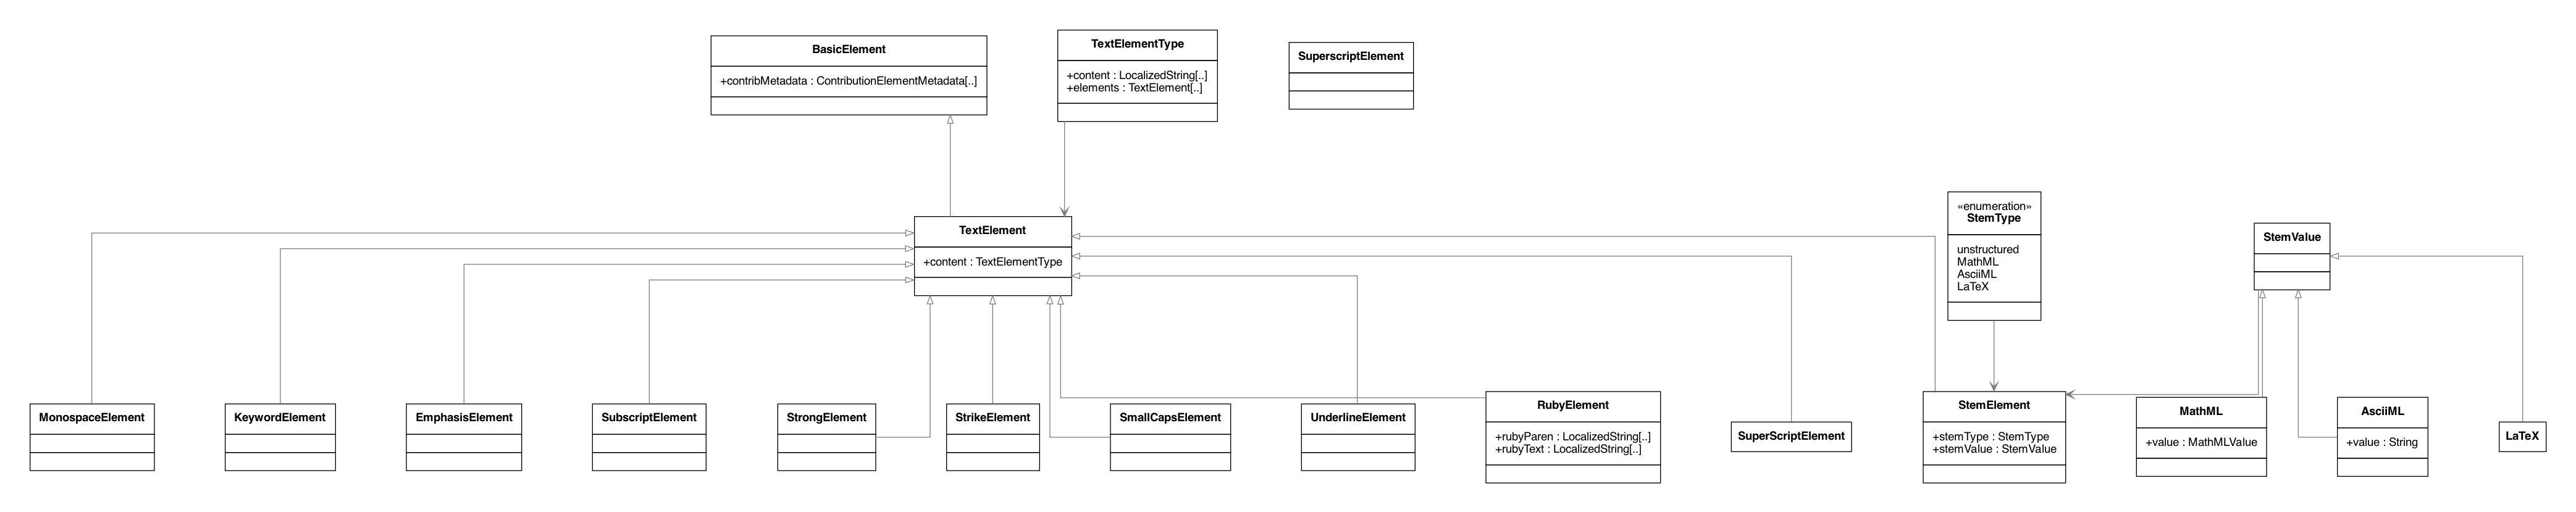 BasicElement
+contribMetadata : ContributionElementMetadata[..]
TextElementType
+content : LocalizedString[..]
+elements : TextElement[..]
SuperscriptElement
TextElement
+content : TextElementType
«enumeration»
StemType
unstructured
MathML
AsciiML
LaTeX
StemValue
MonospaceElement
KeywordElement
EmphasisElement
SubscriptElement
StrongElement
StrikeElement
SmallCapsElement
UnderlineElement
RubyElement
+rubyParen : LocalizedString[..]
+rubyText : LocalizedString[..]
SuperScriptElement
StemElement
+stemType : StemType
+stemValue : StemValue
MathML
+value : MathMLValue
AsciiML
+value : String
LaTeX